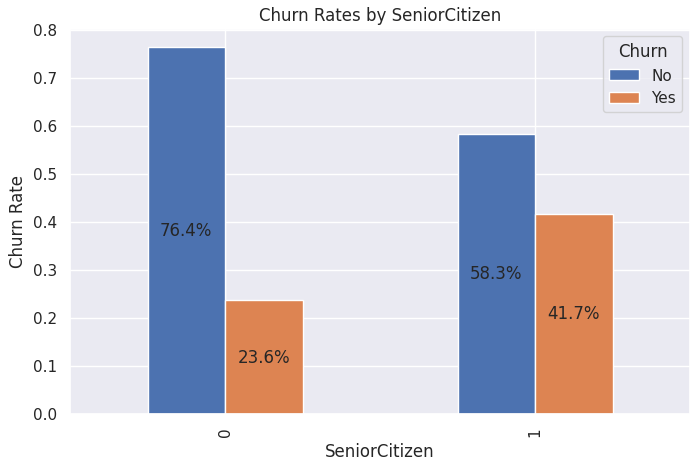 Churn Rates by SeniorCitizen
Churn
No
Yes
Churn Rate
0.8
0.7
0.6
0.5
0.4
0.3
0.2
0.1
0.0
76.4%
23.6%
58.3%
41.7%
0
1
SeniorCitizen